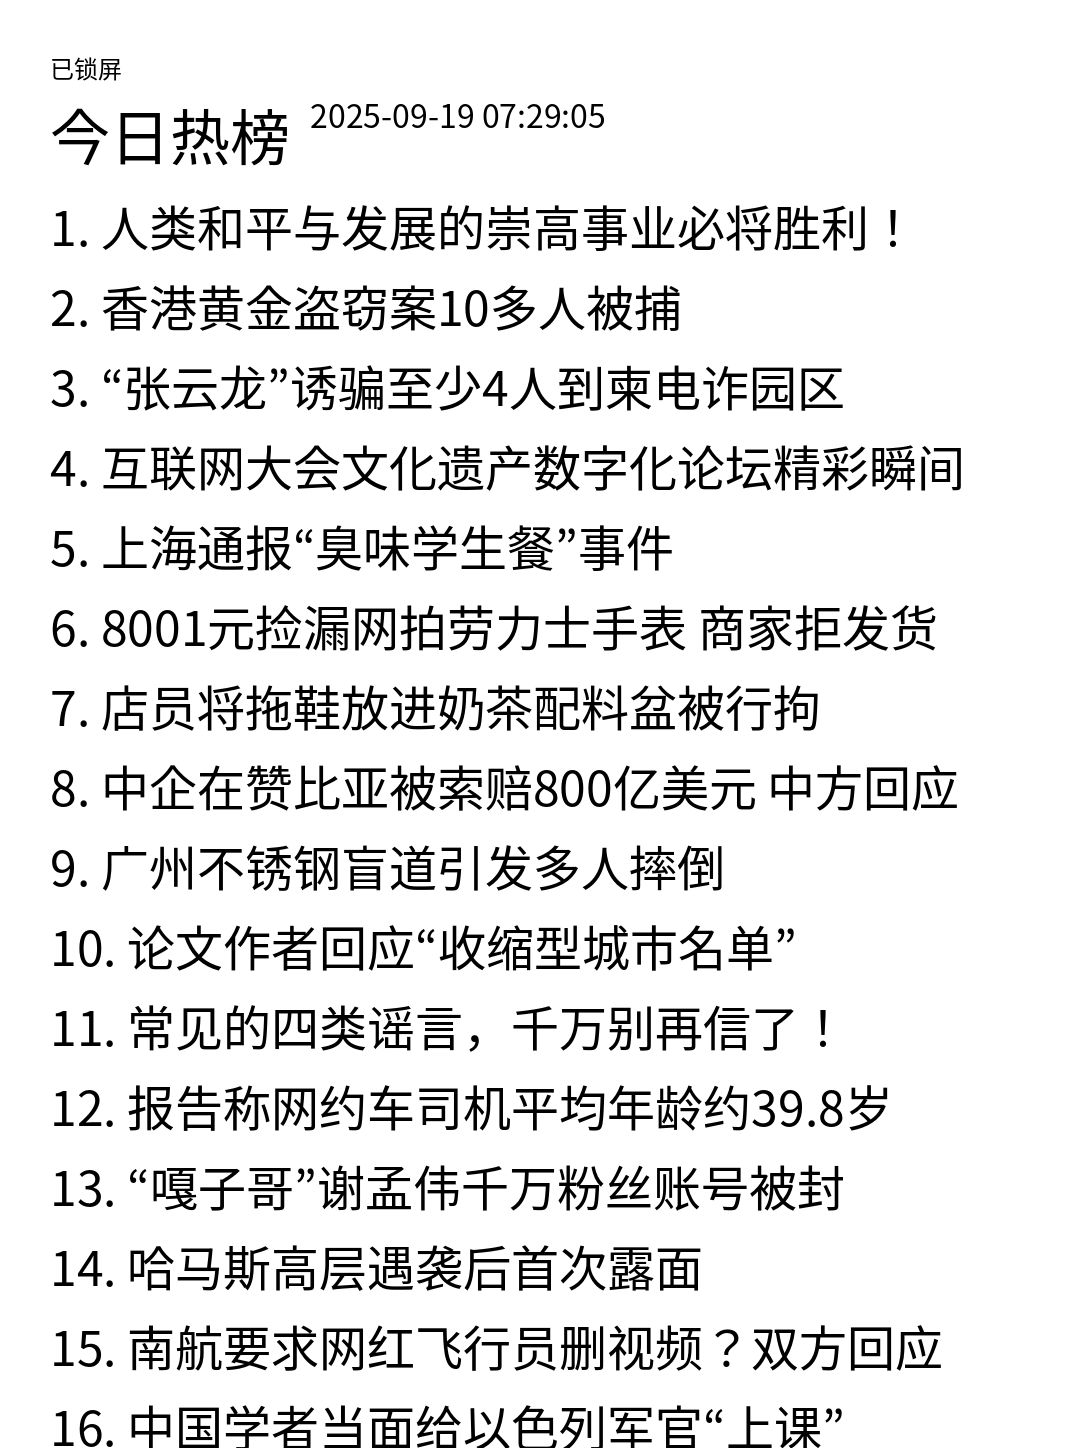 已锁屏
今日热榜 2025-09-19 07:29:05
1. 人类和平与发展的崇高事业必将胜利！
2. 香港黄金盗窃案10多人被捕
3. “张云龙”诱骗至少4人到柬电诈园区
4. 互联网大会文化遗产数字化论坛精彩瞬间
5. 上海通报“臭味学生餐”事件
6. 8001元捡漏网拍劳力士手表 商家拒发货
7. 店员将拖鞋放进奶茶配料盆被行拘
8. 中企在赞比亚被索赔800亿美元 中方回应
9. 广州不锈钢盲道引发多人摔倒
10. 论文作者回应“收缩型城市名单”
11. 常见的四类谣言，千万别再信了！
12. 报告称网约车司机平均年龄约39.8岁
13. “嘎子哥”谢孟伟千万粉丝账号被封
14. 哈马斯高层遇袭后首次露面
15. 南航要求网红飞行员删视频？双方回应
16. 中国学者当面给以色列军官“上课”